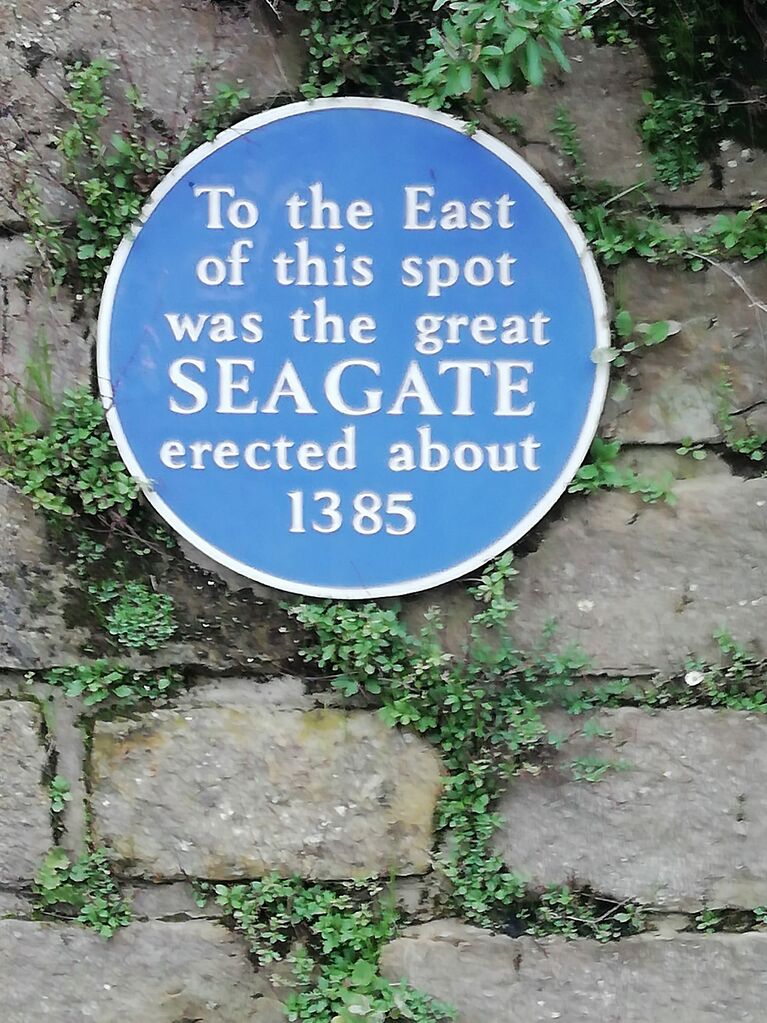 To the East
of this spot
was the great
SEAGATE
erected about
1385